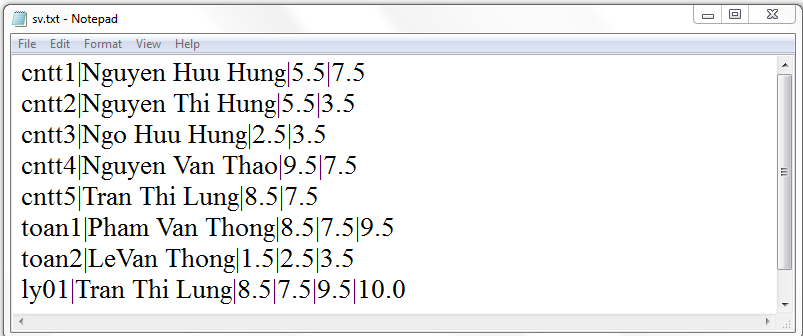 sv.txt - Notepad
File Edit Format View Help
cntt1|Nguyen Huu Hung|5.5|7.5
cntt2|Nguyen Thi Hung|5.5|3.5
cntt3|Ngo Huu Hung|2.5|3.5
cntt4|Nguyen Van Thao|9.5|7.5
cntt5|Tran Thi Lung|8.5|7.5
toan1|Pham Van Thong|8.5|7.5|9.5
toan2|LeVan Thong|1.5|2.5|3.5
ly01|Tran Thi Lung|8.5|7.5|9.5|10.0